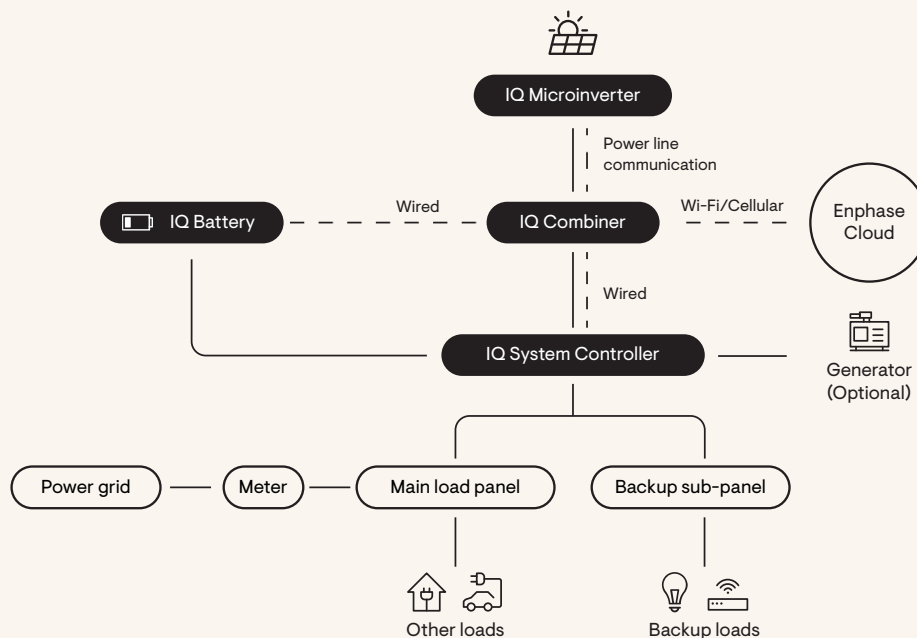 IQ Microinverter
Power line
communication
IQ Battery
Wired
IQ Combiner
Wi-Fi/Cellular
Enphase
Cloud
Wired
IQ System Controller
Generator
(Optional)
Power grid
Meter
Main load panel
Backup sub-panel
Other loads
Backup loads